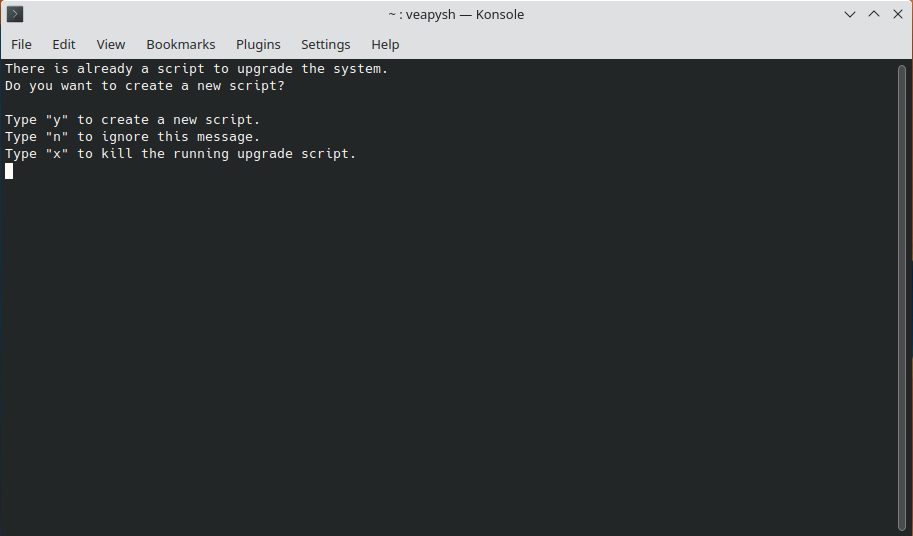 ~ : veapysh — Konsole
File Edit View Bookmarks Plugins Settings Help
There is already a script to upgrade the system.
Do you want to create a new script?
Type "y" to create a new script.
Type "n" to ignore this message.
Type "x" to kill the running upgrade script.